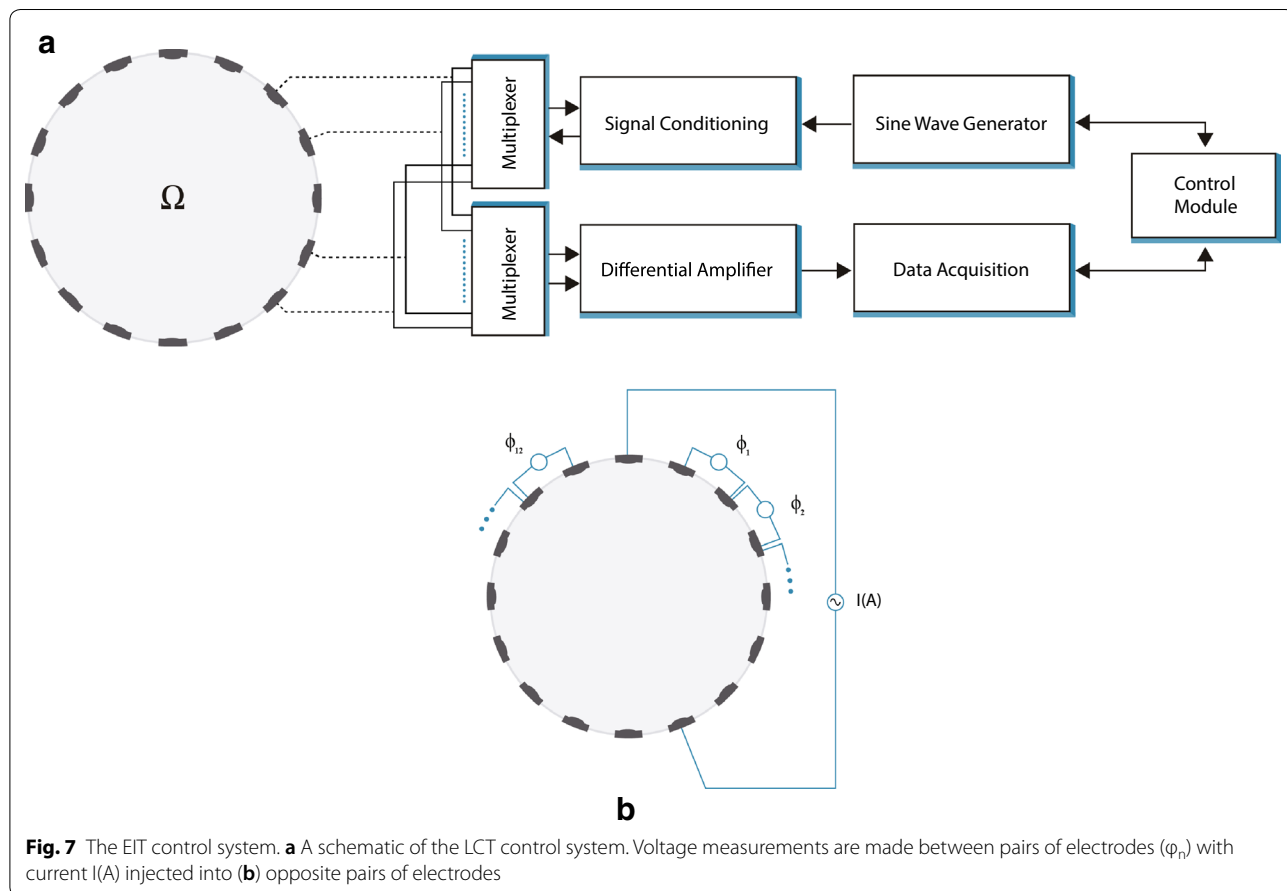 a
Ω
Multiplexer
Signal Conditioning
Sine Wave Generator
Control
Module
Multiplexer
Differential Amplifier
Data Acquisition
ϕ12
ϕ1
ϕ2
I(A)
b
Fig. 7 The EIT control system. a A schematic of the LCT control system. Voltage measurements are made between pairs of electrodes (φn) with
current I(A) injected into (b) opposite pairs of electrodes